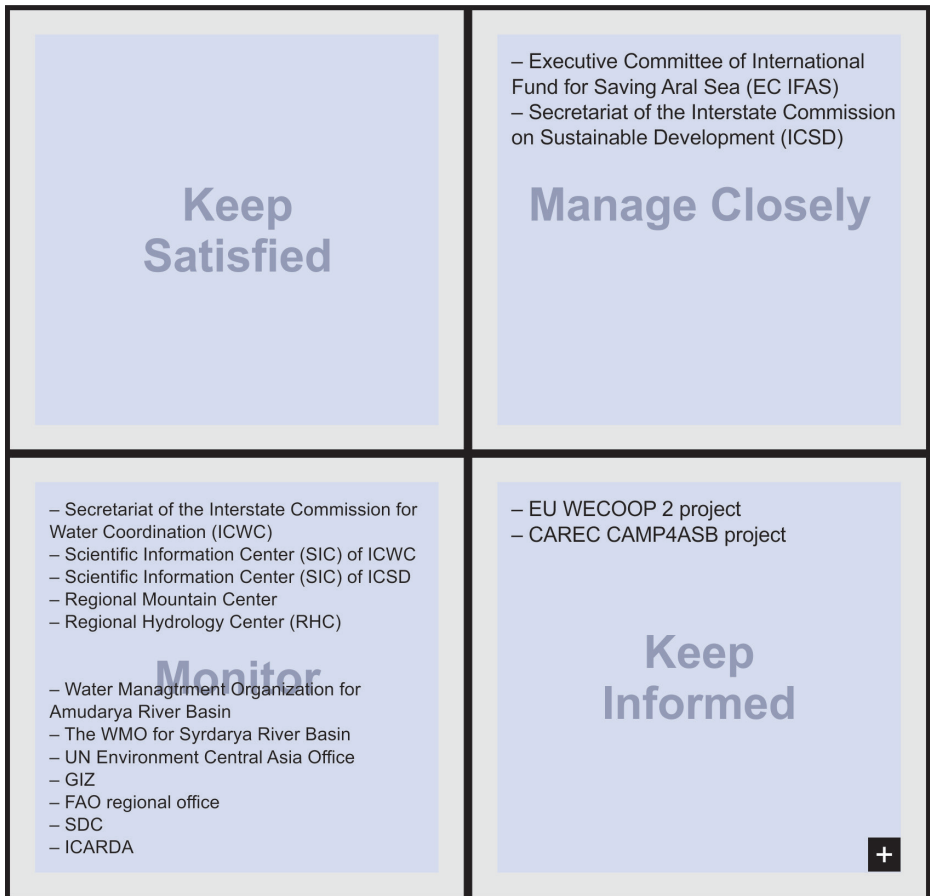 Keep
Satisfied
– Executive Committee of International
Fund for Saving Aral Sea (EC IFAS)
– Secretariat of the Interstate Commission
on Sustainable Development (ICSD)
Manage Closely
– Secretariat of the Interstate Commission for
Water Coordination (ICWC)
– Scientific Information Center (SIC) of ICWC
– Scientific Information Center (SIC) of ICSD
– Regional Mountain Center
– Regional Hydrology Center (RHC)
Monitor
– Water Managtrment Organization for
Amudarya River Basin
– The WMO for Syrdarya River Basin
– UN Environment Central Asia Office
– GIZ
– FAO regional office
– SDC
– ICARDA
– EU WECOOP 2 project
– CAREC CAMP4ASB project
Keep
Informed
+